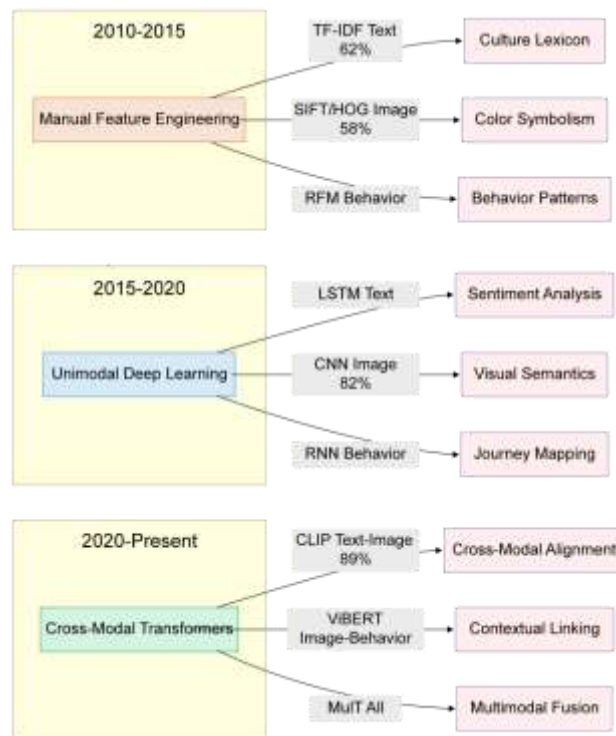 2010-2015
Manual Feature Engineering
TF-IDF Text
62%
Culture Lexicon
SIFT/HOG Image
58%
Color Symbolism
RFM Behavior
Behavior Patterns
2015-2020
Unimodal Deep Learning
LSTM Text
Sentiment Analysis
CNN Image
82%
Visual Semantics
RNN Behavior
Journey Mapping
2020-Present
Cross-Modal Transformers
CLIP Text-Image
89%
Cross-Modal Alignment
ViBERT
Image-Behavior
Contextual Linking
MulT All
Multimodal Fusion